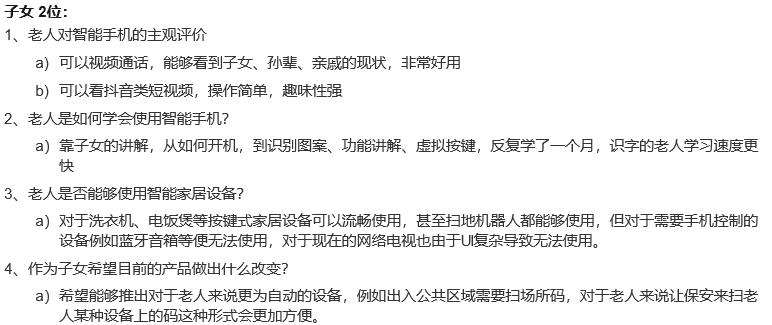 子女 2位：
1、老人对智能手机的主观评价
a) 可以视频通话，能够看到子女、孙辈、亲戚的现状，非常好用
b) 可以看抖音类短视频，操作简单，趣味性强
2、老人是如何学会使用智能手机？
a) 靠子女的讲解，从如何开机，到识别图案、功能讲解、虚拟按键，反复学了一个月，识字的老人学习速度更
快
3、老人是否能够使用智能家居设备？
a) 对于洗衣机、电饭煲等按键式家居设备可以流畅使用，甚至扫地机器人都能够使用，但对于需要手机控制的
设备例如蓝牙音箱等便无法使用，对于现在的网络电视也由于UI复杂导致无法使用。
4、作为子女希望目前的产品做出什么改变？
a) 希望能够推出对于老人来说更为自动的设备，例如出入公共区域需要扫场所码，对于老人来说让保安来扫老
人某种设备上的码这种形式会更加方便。